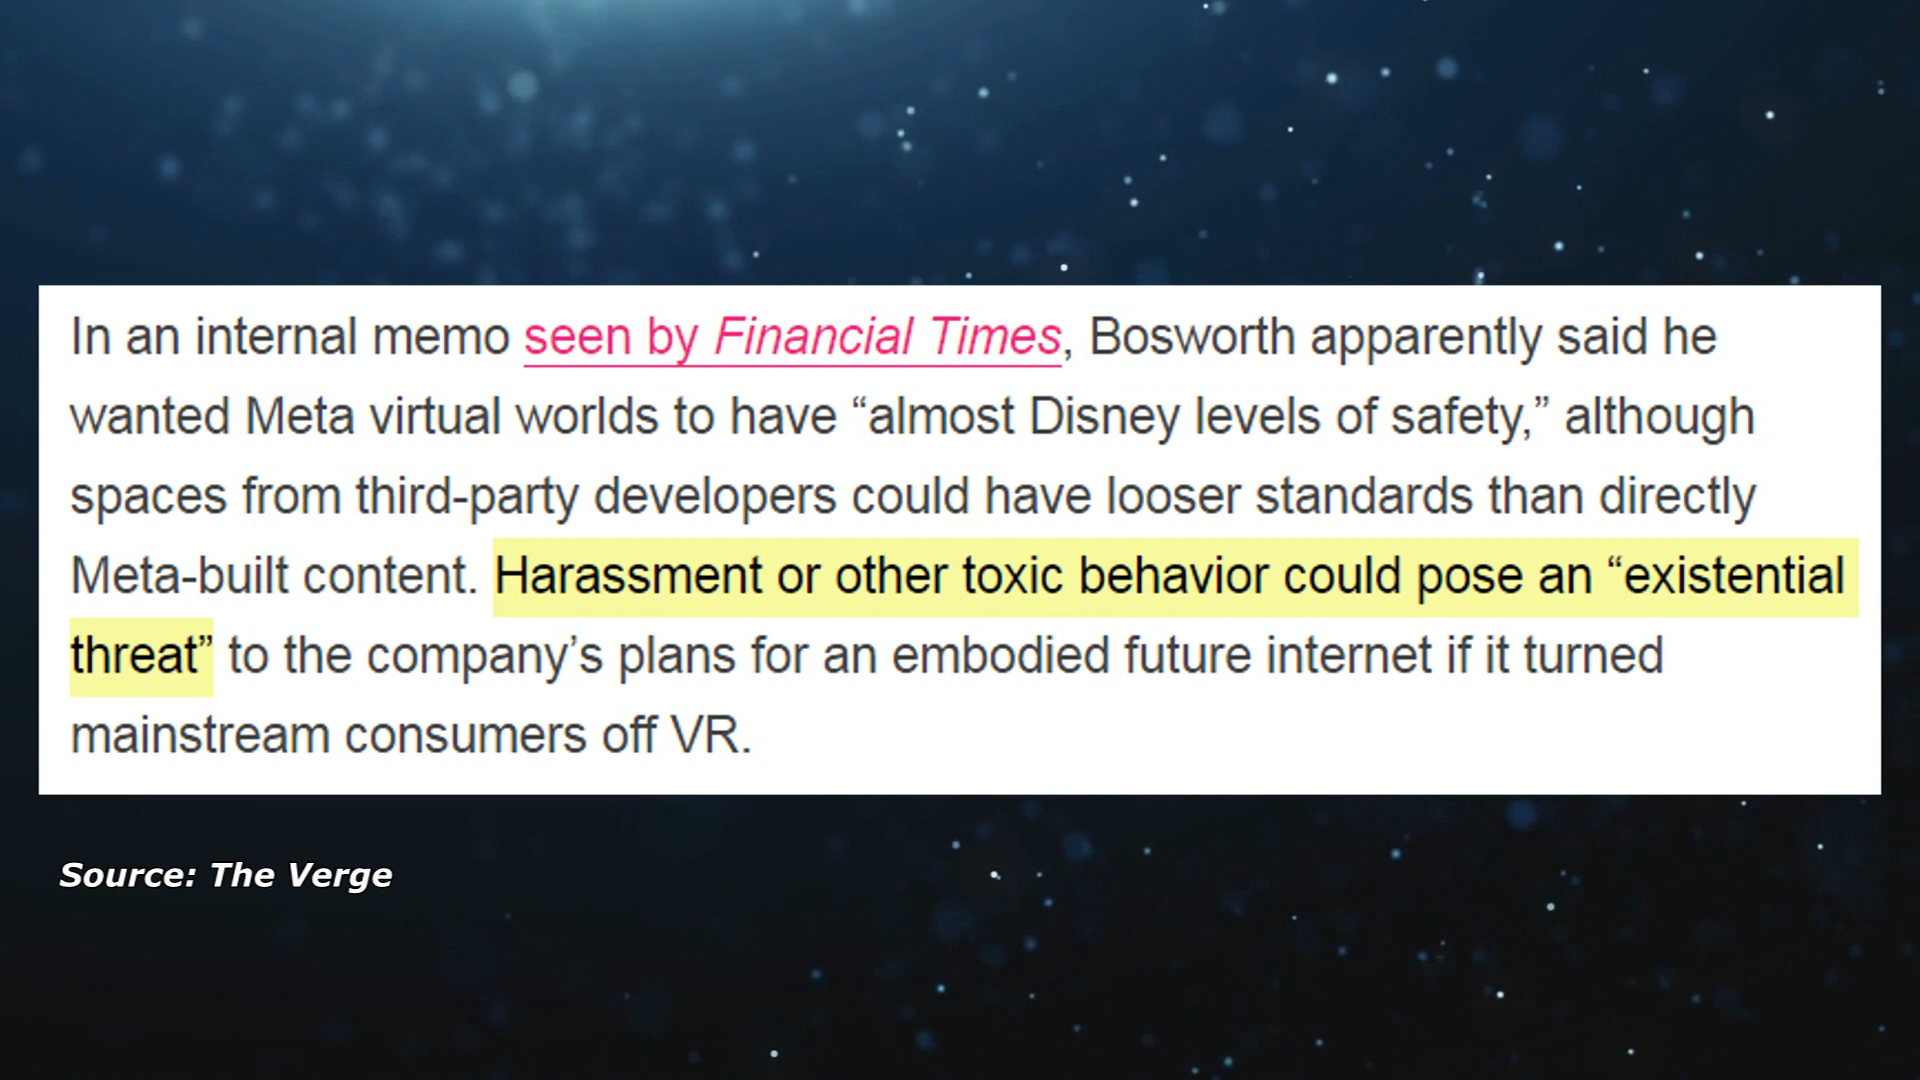 In an internal memo seen by Financial Times, Bosworth apparently said he
wanted Meta virtual worlds to have “almost Disney levels of safety,” although
spaces from third-party developers could have looser standards than directly
Meta-built content. Harassment or other toxic behavior could pose an “existential
threat” to the company’s plans for an embodied future internet if it turned
mainstream consumers off VR.
Source: The Verge